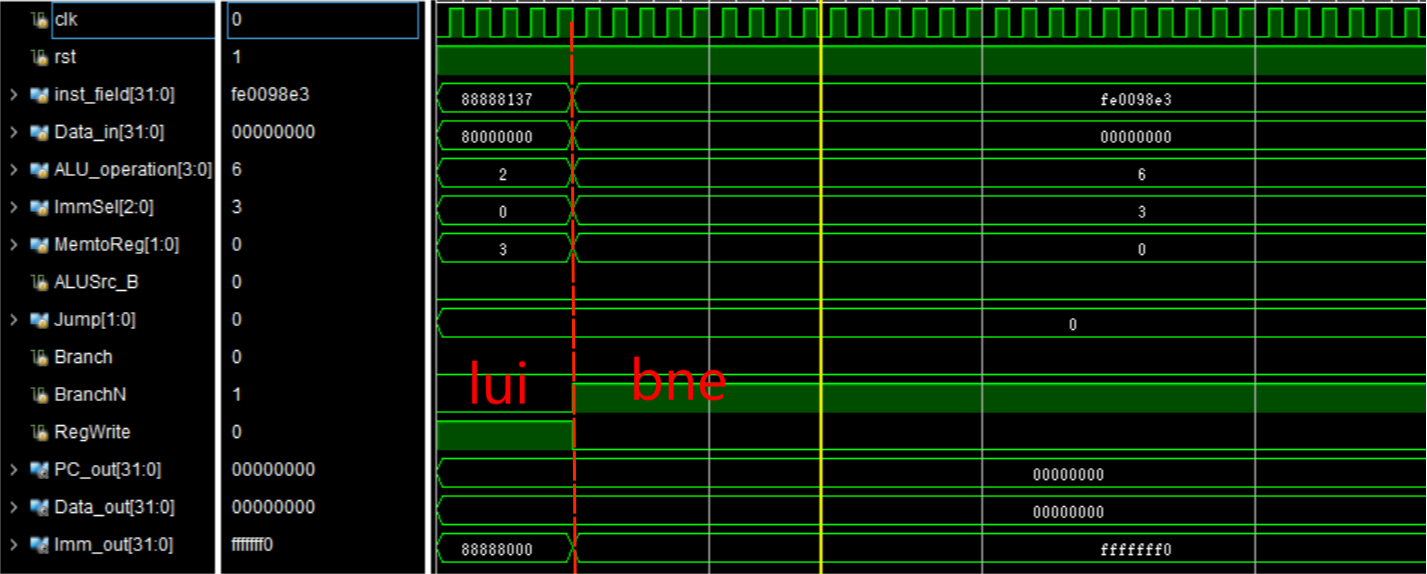 clk 0
rst 1
inst_field[31:0] fe0098e3 88888137 fe0098e3
Data_in[31:0] 00000000 80000000 00000000
ALU_operation[3:0] 6 2 6
ImmSel[2:0] 3 0 3
MemtoReg[1:0] 0 3 0
ALUSrc_B 0
Jump[1:0] 0 0
Branch 0 lui bne
BranchN 1
RegWrite 0
PC_out[31:0] 00000000 00000000
Data_out[31:0] 00000000 00000000
Imm_out[31:0] fffffff0 88888000 fffffff0